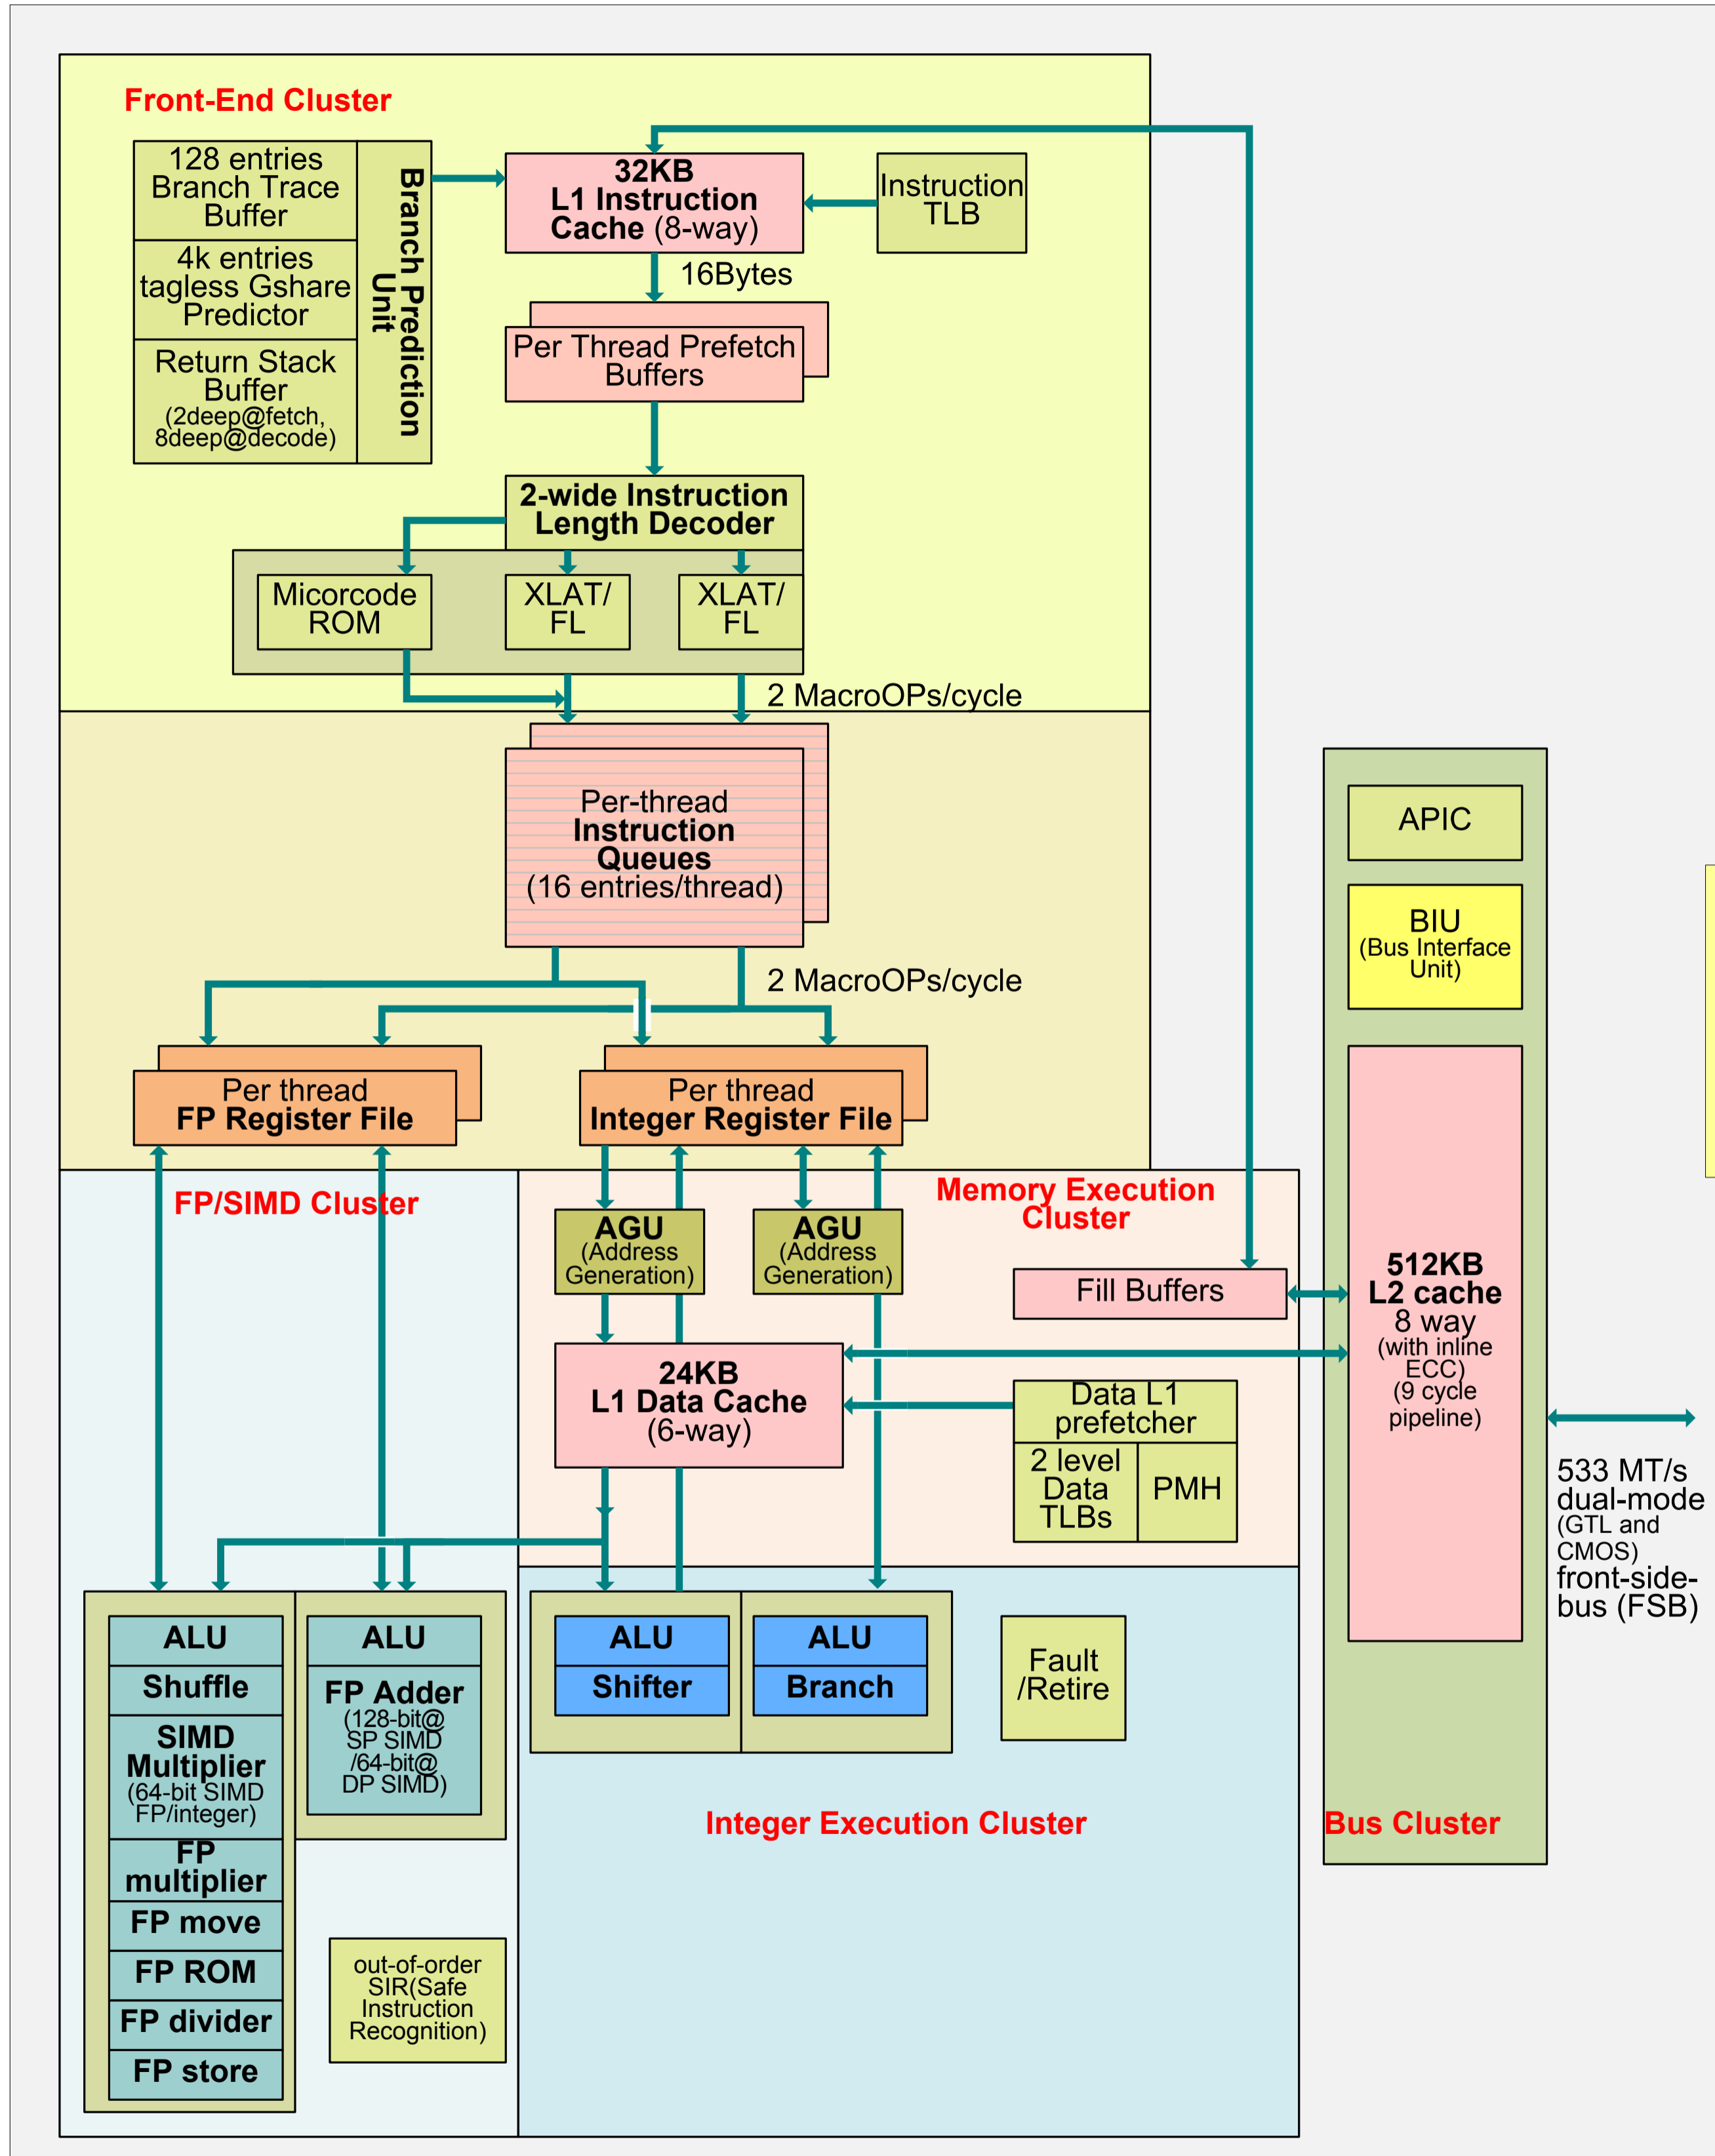 Front-End Cluster
128 entries
Branch Trace
Buffer
4k entries
tagless Gshare
Predictor
Return Stack
Buffer
(2deep@fetch,
8deep@decode)
Branch Prediction
Unit
32KB
L1 Instruction
Cache (8-way)
Instruction
TLB
16Bytes
Per Thread Prefetch
Buffers
2-wide Instruction
Length Decoder
Micorcode
ROM
XLAT/
FL
XLAT/
FL
2 MacroOPs/cycle
Per-thread
Instruction
Queues
(16 entries/thread)
2 MacroOPs/cycle
Per thread
FP Register File
Per thread
Integer Register File
APIC
BIU
(Bus Interface
Unit)
512KB
L2 cache
8 way
(with inline
ECC)
(9 cycle
pipeline)
Bus Cluster
533 MT/s
dual-mode
(GTL and
CMOS)
front-side-
bus (FSB)
FP/SIMD Cluster
Memory Execution
Cluster
AGU
(Address
Generation)
AGU
(Address
Generation)
Fill Buffers
24KB
L1 Data Cache
(6-way)
Data L1
prefetcher
2 level
Data
TLBs
PMH
ALU
Shuffle
SIMD
Multiplier
(64-bit SIMD
FP/integer)
FP
multiplier
FP move
FP ROM
FP divider
FP store
ALU
FP Adder
(128-bit@
SP SIMD
/64-bit@
DP SIMD)
out-of-order
SIR(Safe
Instruction
Recognition)
ALU
Shifter
ALU
Branch
Fault
/Retire
Integer Execution Cluster